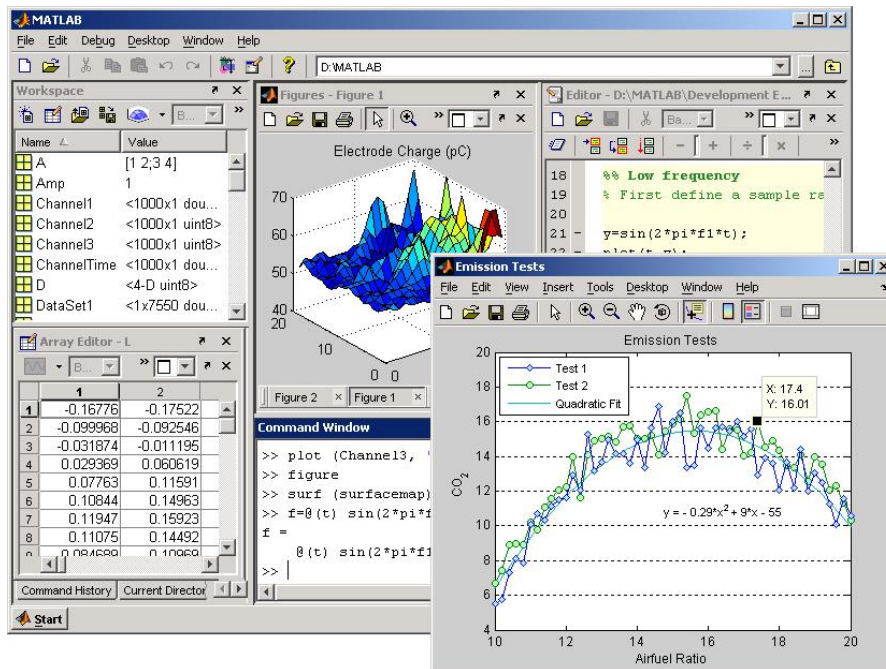 MATLAB
File Edit Debug Desktop Window Help
D:\MATLAB
Workspace
B...
Name Value
A [1 2;3 4]
Amp 1
Channel1 <1000x1 dou...
Channel2 <1000x1 uint8>
Channel3 <1000x1 uint8>
ChannelTime <1000x1 dou...
D <4-D uint8>
DataSet1 <1x7550 dou...
Array Editor - L
B...
1 2
1 -0.16776 -0.17522
2 -0.099968 -0.092546
3 -0.031874 -0.011195
4 0.029369 0.060619
5 0.07763 0.11591
6 0.10844 0.14963
7 0.11947 0.15923
8 0.11075 0.14492
9 0.084689 0.10969
Command History Current Director
Start
Figures - Figure 1
Electrode Charge (pC)
70
60
50
40
20
10
0 0
Figure 2 Figure 1
Command Window
>> plot (Channel3, '
>> figure
>> surf (surfacemap)
>> f=@(t) sin(2*pi*f
f =
@(t) sin(2*pi*f1
>>
Editor - D:\MATLAB\Development E...
Ba...
18 %% Low frequency
19 % First define a sample ra
20
21 - y=sin(2*pi*f1*t);
22 - plot(t,y);
Emission Tests
File Edit View Insert Tools Desktop Window Help
Emission Tests
Test 1
Test 2
Quadratic Fit
X: 17.4
Y: 16.01
y = - 0.29*x2 + 9*x - 55
CO2
20
18
16
14
12
10
8
6
4
10 12 14 16 18 20
Airfuel Ratio